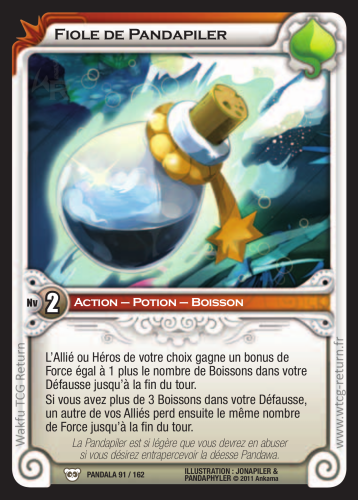 Fiole de Pandapiler
Nv 2
Action – Potion – Boisson
L'Allié ou Héros de votre choix gagne un bonus de
Force égal à 1 plus le nombre de Boissons dans votre
Défausse jusqu'à la fin du tour.
Si vous avez plus de 3 Boissons dans votre Défausse,
un autre de vos Alliés perd ensuite le même nombre
de Force jusqu'à la fin du tour.
La Pandapiler est si légère que vous devrez en abuser
si vous désirez entrapercevoir la déesse Pandawa.
PANDALA 91 / 162
ILLUSTRATION : JONAPILER &
PANDAPHYLER © 2011 Ankama
Wakfu TCG Return
www.wtcg-return.fr